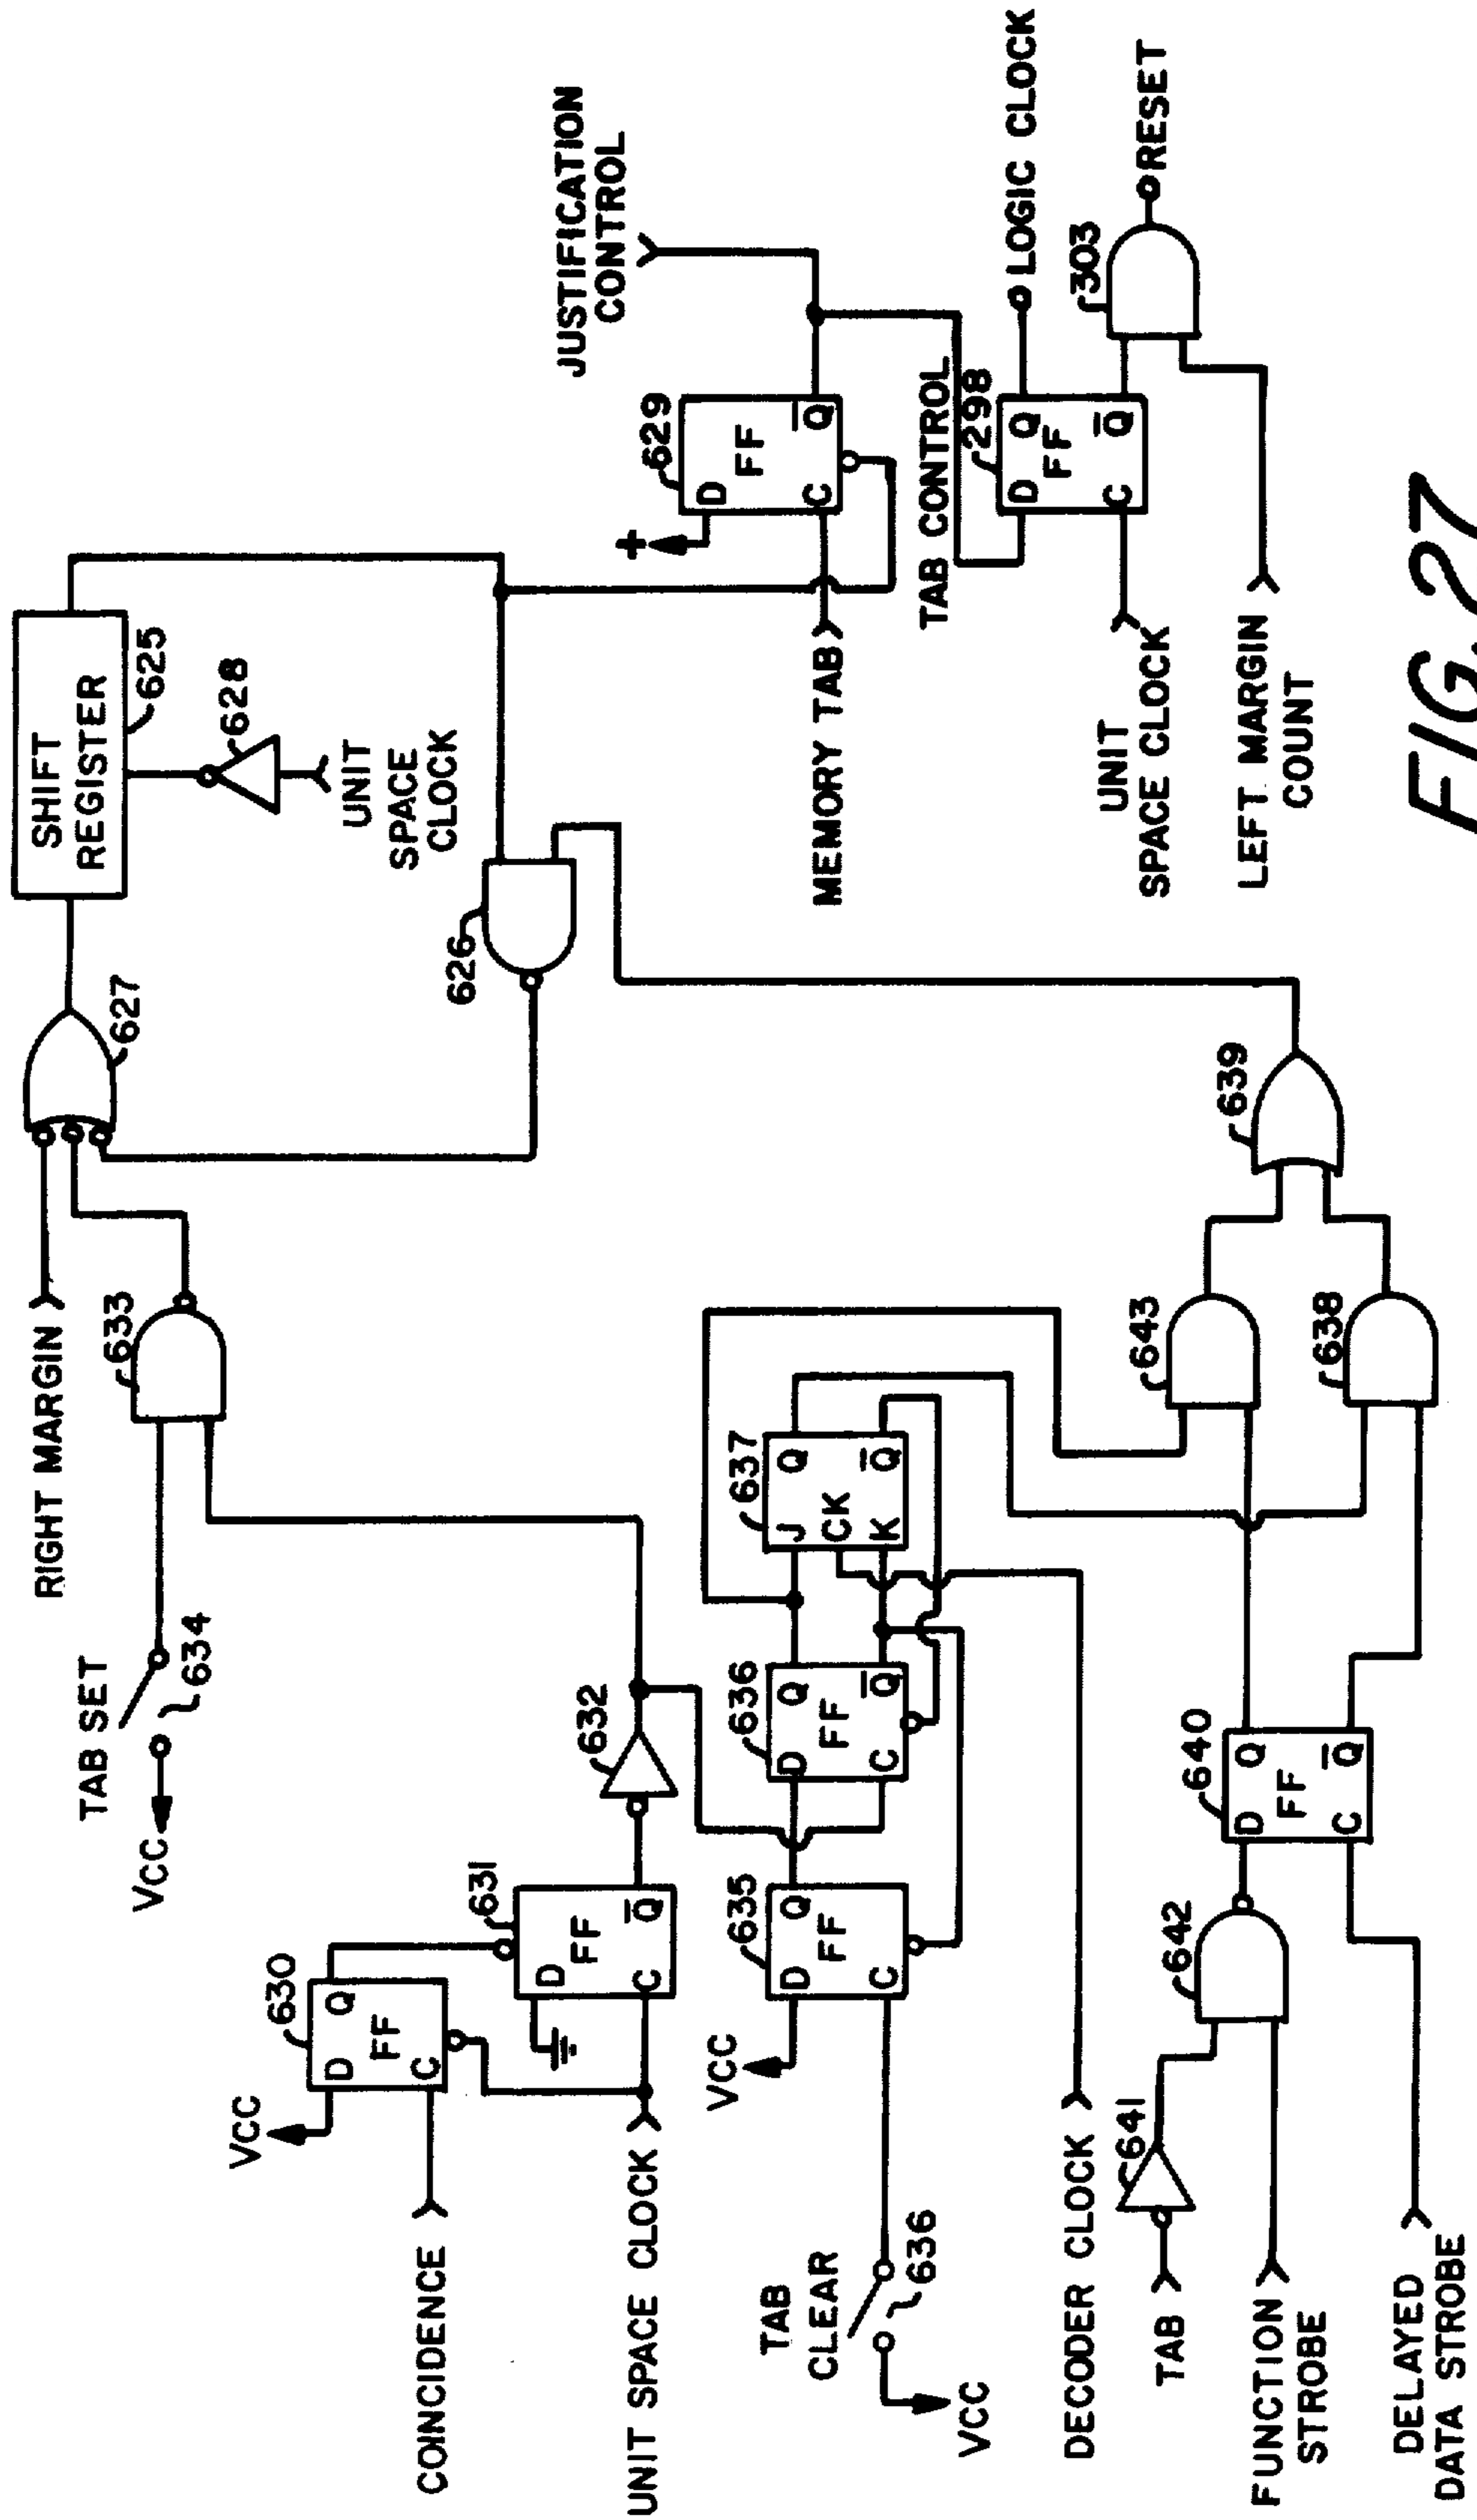 RIGHT MARGIN
627
SHIFT
REGISTER
625
628
UNIT
SPACE
CLOCK
TAB SET
VCC
634
633
626
JUSTIFICATION
CONTROL
COINCIDENCE
VCC
630
D
Q
FF
C
631
D
FF
Q
C
632
629
D
FF
Q
C
+
MEMORY TAB
UNIT SPACE CLOCK
TAB
CLEAR
VCC
636
VCC
635
D
Q
FF
C
636
D
Q
FF
C
Q
637
J
Q
CK
K
Q
TAB CONTROL
298
D
Q
FF
C
Q
LOGIC CLOCK
303
RESET
UNIT
SPACE CLOCK
LEFT MARGIN
COUNT
DECODER CLOCK
TAB
641
FUNCTION
STROBE
642
640
D
Q
FF
C
Q
643
638
639
DELAYED
DATA STROBE
FIG. 27